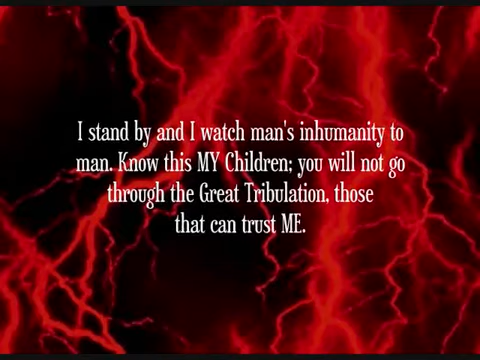 I stand by and I watch man's inhumanity to
man. Know this MY Children; you will not go
through the Great Tribulation, those
that can trust ME.